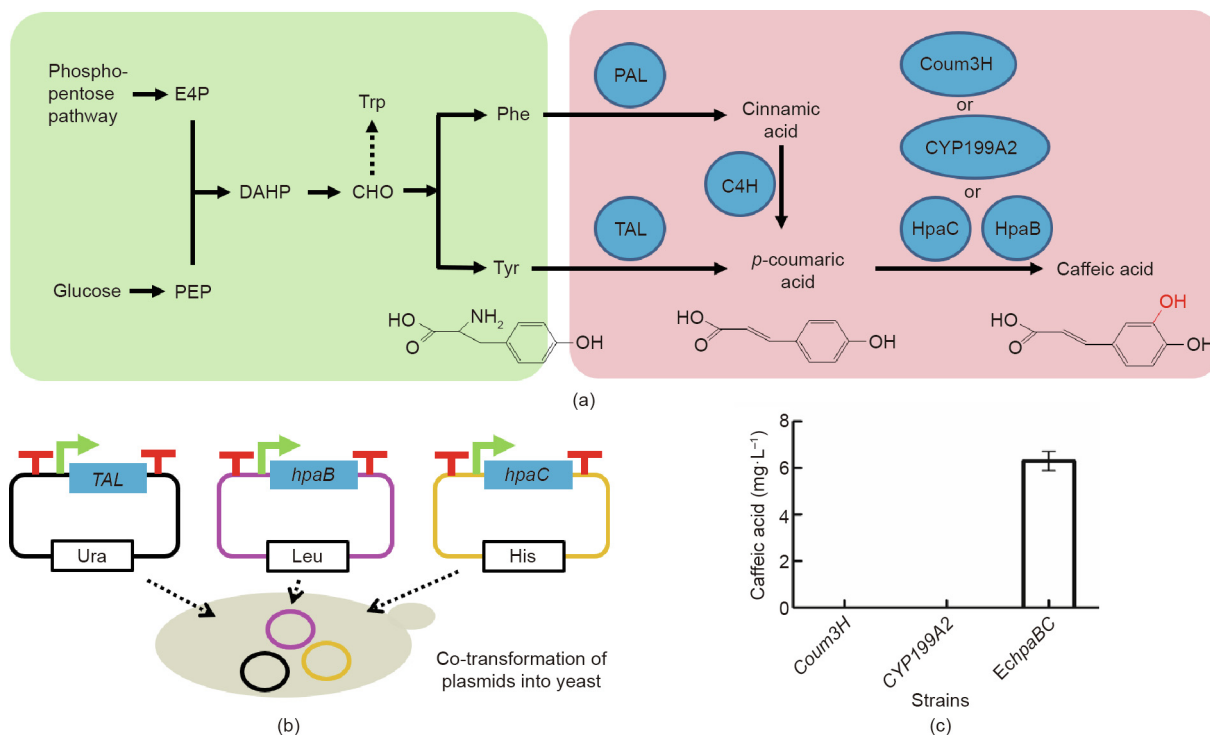 Phospho-
pentose
pathway
E4P
Trp
Phe
DAHP
CHO
Glucose
PEP
Tyr
HO
O
NH2
OH
PAL
Cinnamic
acid
C4H
TAL
p-coumaric
acid
Coum3H
or
CYP199A2
or
HpaC
HpaB
Caffeic acid
HO
O
OH
HO
O
OH
OH
(a)
TAL
Ura
hpaB
Leu
hpaC
His
Co-transformation of
plasmids into yeast
(b)
Caffeic acid (mg·L−1)
8
6
4
2
0
Coum3H
CYP199A2
EchpaBC
Strains
(c)